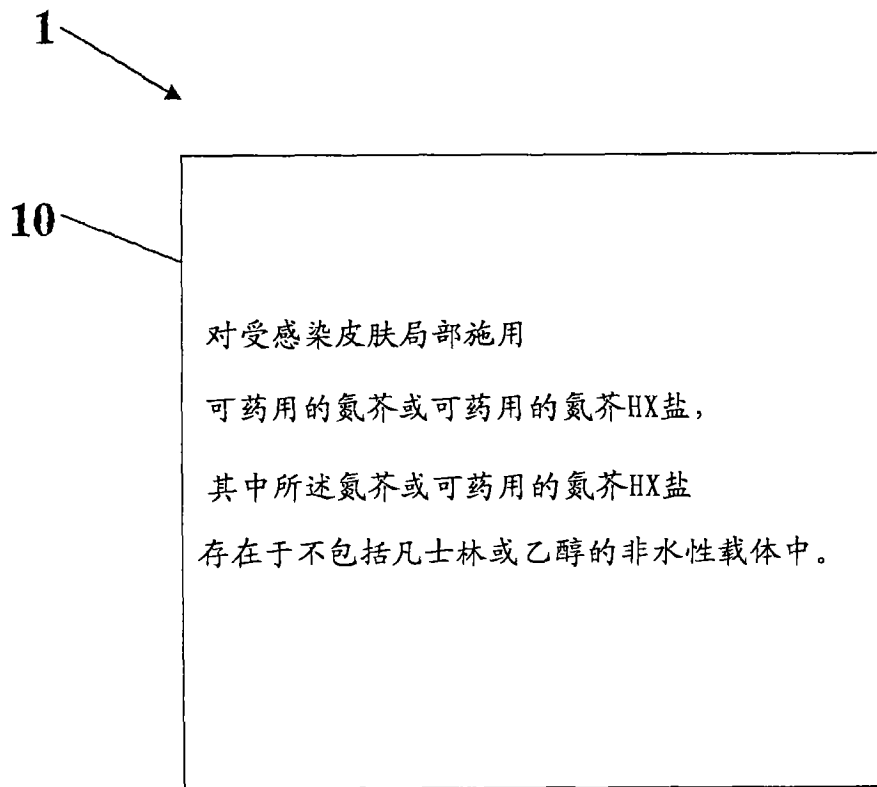 1
10
对受感染皮肤局部施用
可药用的氮芥或可药用的氮芥HX盐,
其中所述氮芥或可药用的氮芥HX盐
存在于不包括凡士林或乙醇的非水性载体中。